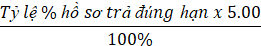 Tỷ lệ % hồ sơ trả đúng hạn x 5.00
100%